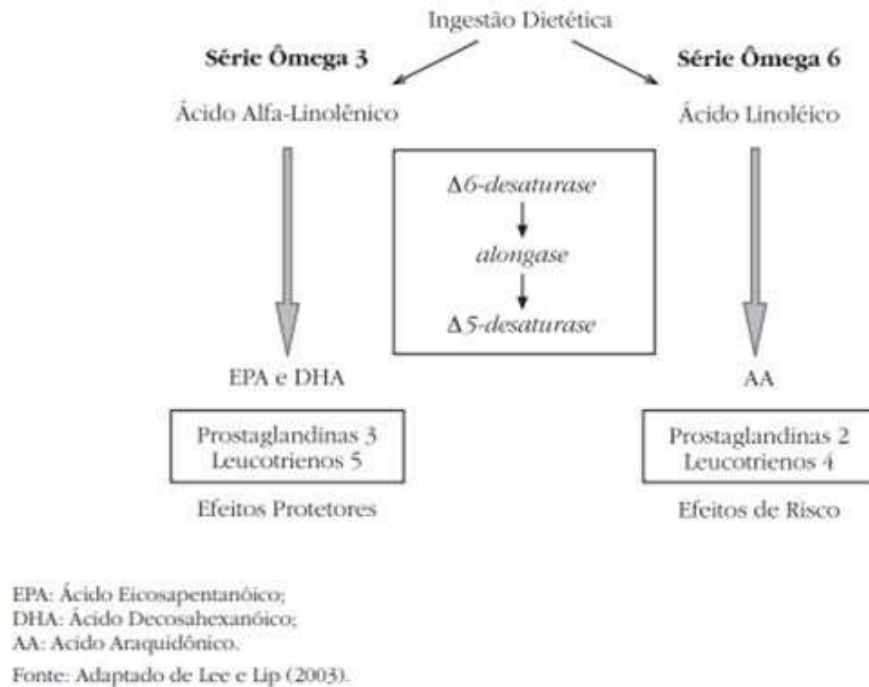 Ingestão Dietética
Série Ômega 3
Série Ômega 6
Ácido Alfa-Linolênico
Ácido Linoléico
Δ6-desaturase
alongase
Δ5-desaturase
EPA e DHA
AA
Prostaglandinas 3
Leucotrienos 5
Prostaglandinas 2
Leucotrienos 4
Efeitos Protetores
Efeitos de Risco
EPA: Ácido Eicosapentanóico;
DHA: Ácido Decosahexanóico;
AA: Acido Araquidônico.
Fonte: Adaptado de Lee e Lip (2003).